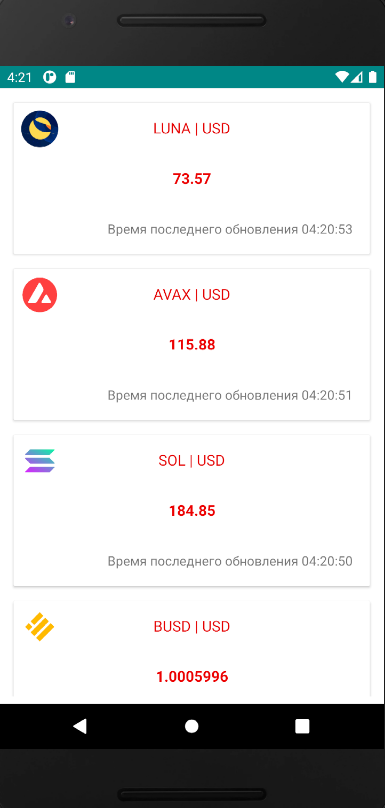 4:21
LUNA | USD
73.57
Время последнего обновления 04:20:53
AVAX | USD
115.88
Время последнего обновления 04:20:51
SOL | USD
184.85
Время последнего обновления 04:20:50
BUSD | USD
1.0005996